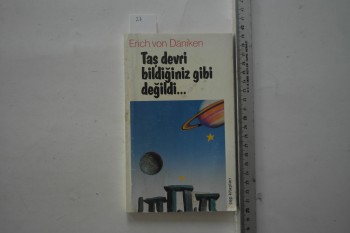 Erich von Däniken
Taş devri
bildiğiniz gibi
değildi...